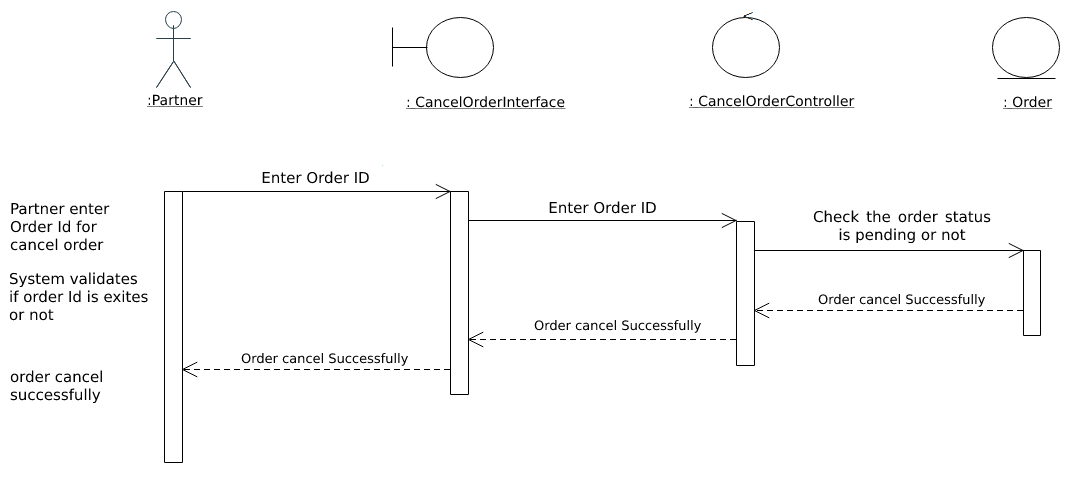 :Partner
: CancelOrderInterface
: CancelOrderController
: Order
Enter Order ID
Enter Order ID
Check the order status
is pending or not
Partner enter
Order Id for
cancel order
System validates
if order Id is exites
or not
Order cancel Successfully
Order cancel Successfully
Order cancel Successfully
order cancel
successfully